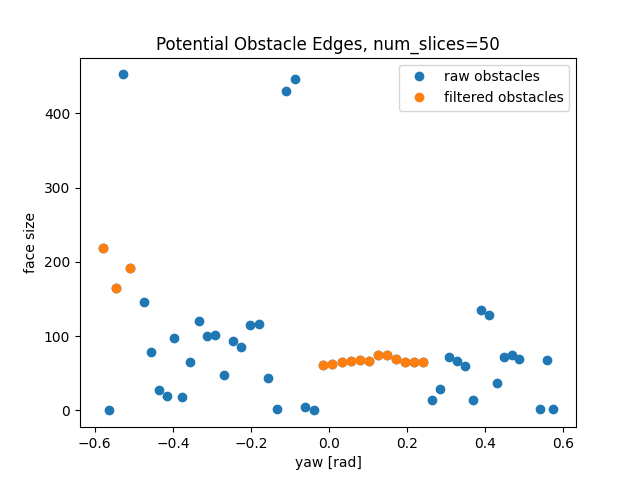 Potential Obstacle Edges, num_slices=50
raw obstacles
filtered obstacles
face size
400
300
200
100
0
−0.6 −0.4 −0.2 0.0 0.2 0.4 0.6
yaw [rad]